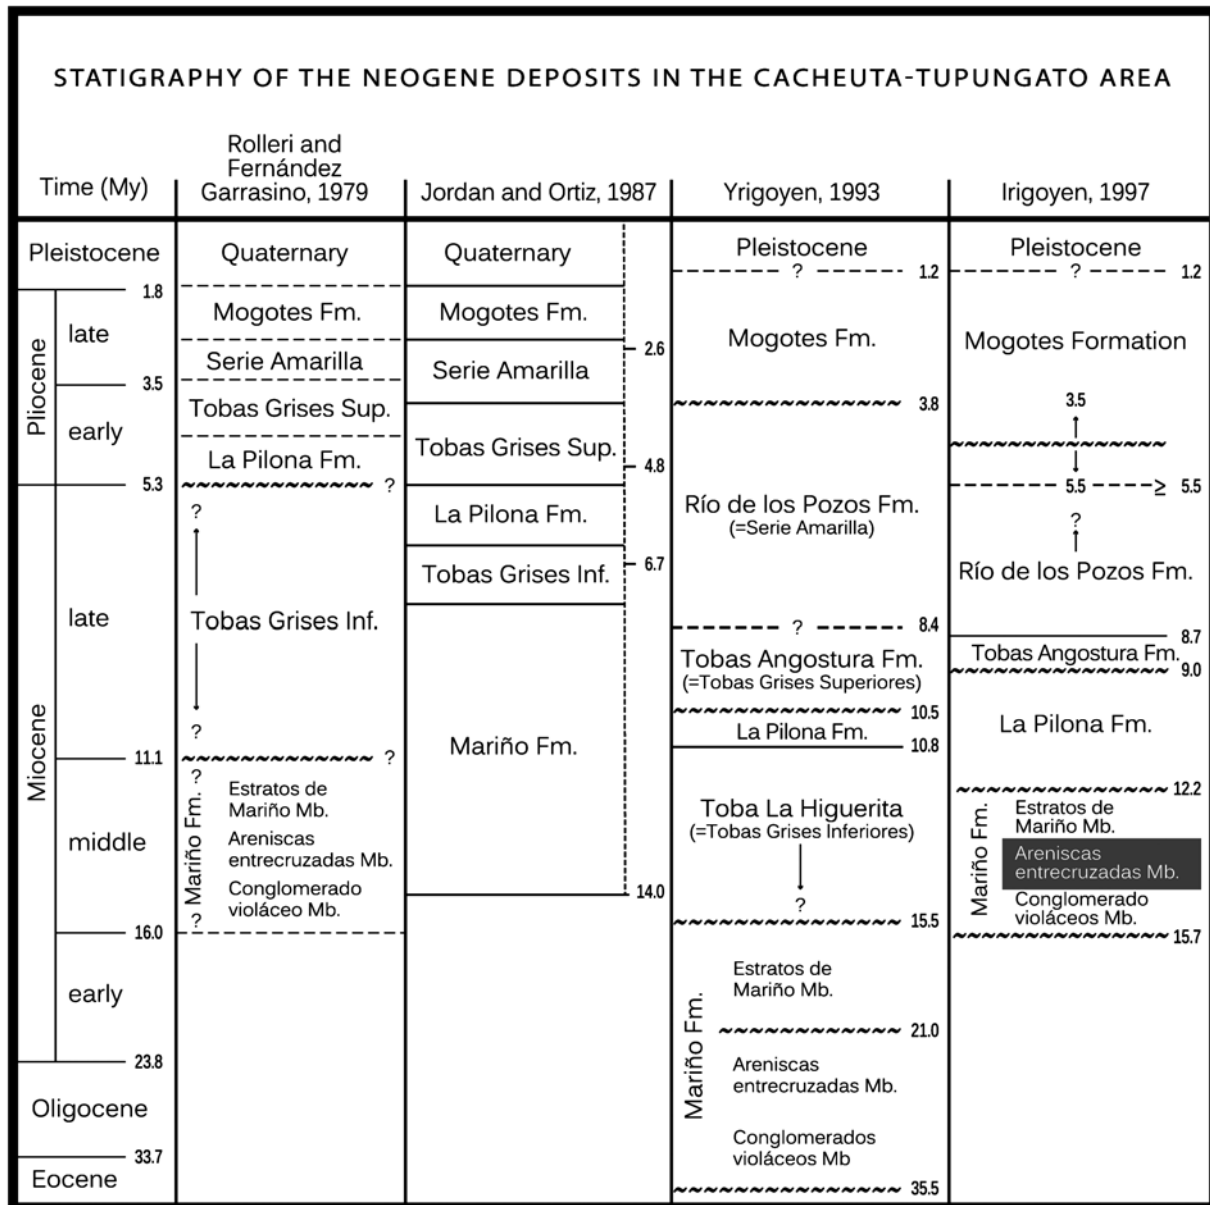 STATIGRAPHY OF THE NEOGENE DEPOSITS IN THE CACHEUTA-TUPUNGATO AREA
Time (My)
Rolleri and
Fernández
Garrasino, 1979
Jordan and Ortiz, 1987
Yrigoyen, 1993
Irigoyen, 1997
Pleistocene
1.8
Pliocene
late
3.5
early
5.3
Miocene
late
11.1
middle
16.0
early
23.8
Oligocene
33.7
Eocene
Quaternary
Mogotes Fm.
Serie Amarilla
Tobas Grises Sup.
La Pilona Fm.
?
?
Tobas Grises Inf.
?
?
?
Mariño Fm.
Estratos de
Mariño Mb.
Areniscas
entrecruzadas Mb.
Conglomerado
violáceo Mb.
?
Quaternary
Mogotes Fm.
2.6
Serie Amarilla
Tobas Grises Sup.
4.8
La Pilona Fm.
6.7
Tobas Grises Inf.
Mariño Fm.
14.0
Pleistocene
? 1.2
Mogotes Fm.
3.8
Río de los Pozos Fm.
(=Serie Amarilla)
? 8.4
Tobas Angostura Fm.
(=Tobas Grises Superiores)
10.5
La Pilona Fm.
10.8
Toba La Higuerita
(=Tobas Grises Inferiores)
?
15.5
Mariño Fm.
Estratos de
Mariño Mb.
21.0
Areniscas
entrecruzadas Mb.
Conglomerados
violáceos Mb
35.5
Pleistocene
? 1.2
Mogotes Formation
3.5
5.5 ≥ 5.5
?
Río de los Pozos Fm.
8.7
Tobas Angostura Fm.
9.0
La Pilona Fm.
12.2
Mariño Fm.
Estratos de
Mariño Mb.
Areniscas
entrecruzadas Mb.
Conglomerado
violáceos Mb.
15.7